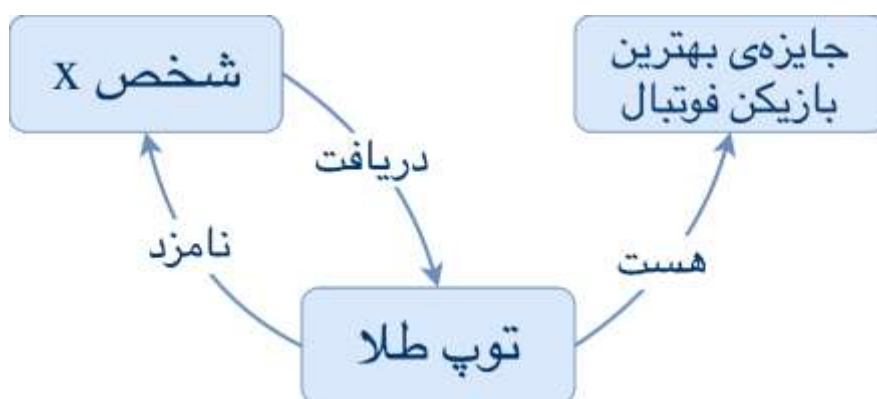 شخص x
جایزه‌ی بهترین
بازیکن فوتبال
دریافت
نامزد
هست
توپ طلا